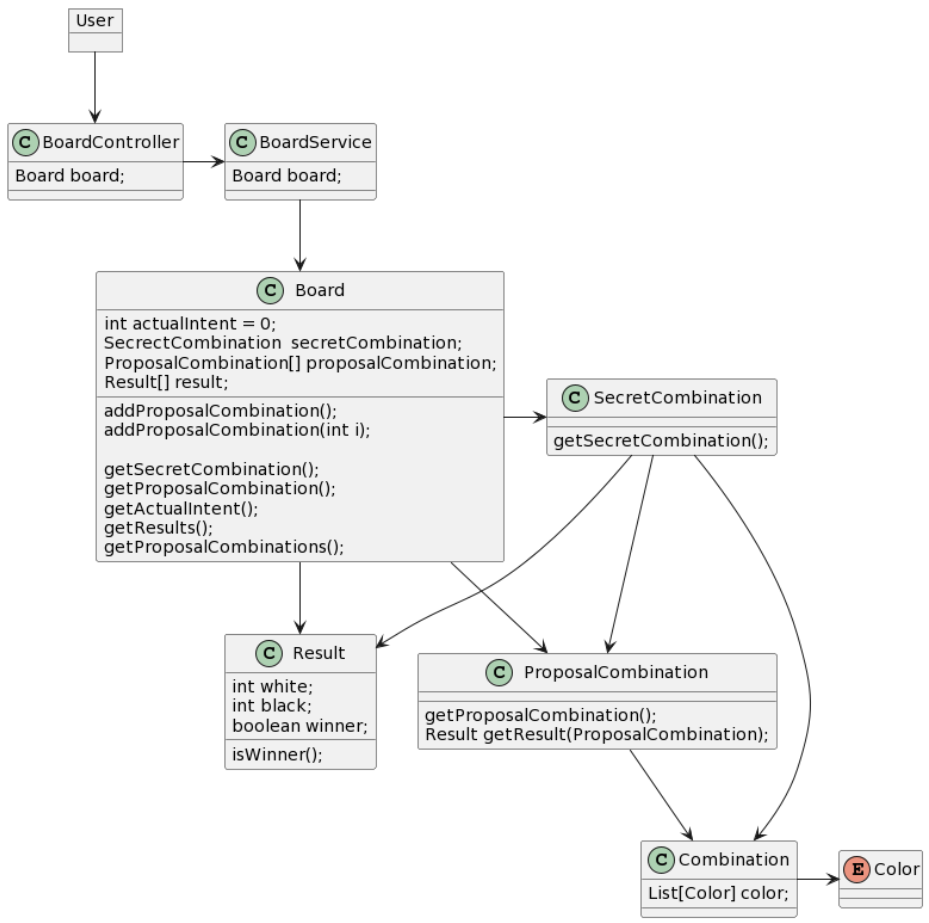 User
C BoardController
Board board;
C BoardService
Board board;
C Board
int actualIntent = 0;
SecrectCombination  secretCombination;
ProposalCombination[] proposalCombination;
Result[] result;
addProposalCombination();
addProposalCombination(int i);
getSecretCombination();
getProposalCombination();
getActualIntent();
getResults();
getProposalCombinations();
C SecretCombination
getSecretCombination();
C Result
int white;
int black;
boolean winner;
isWinner();
C ProposalCombination
getProposalCombination();
Result getResult(ProposalCombination);
C Combination
List[Color] color;
E Color